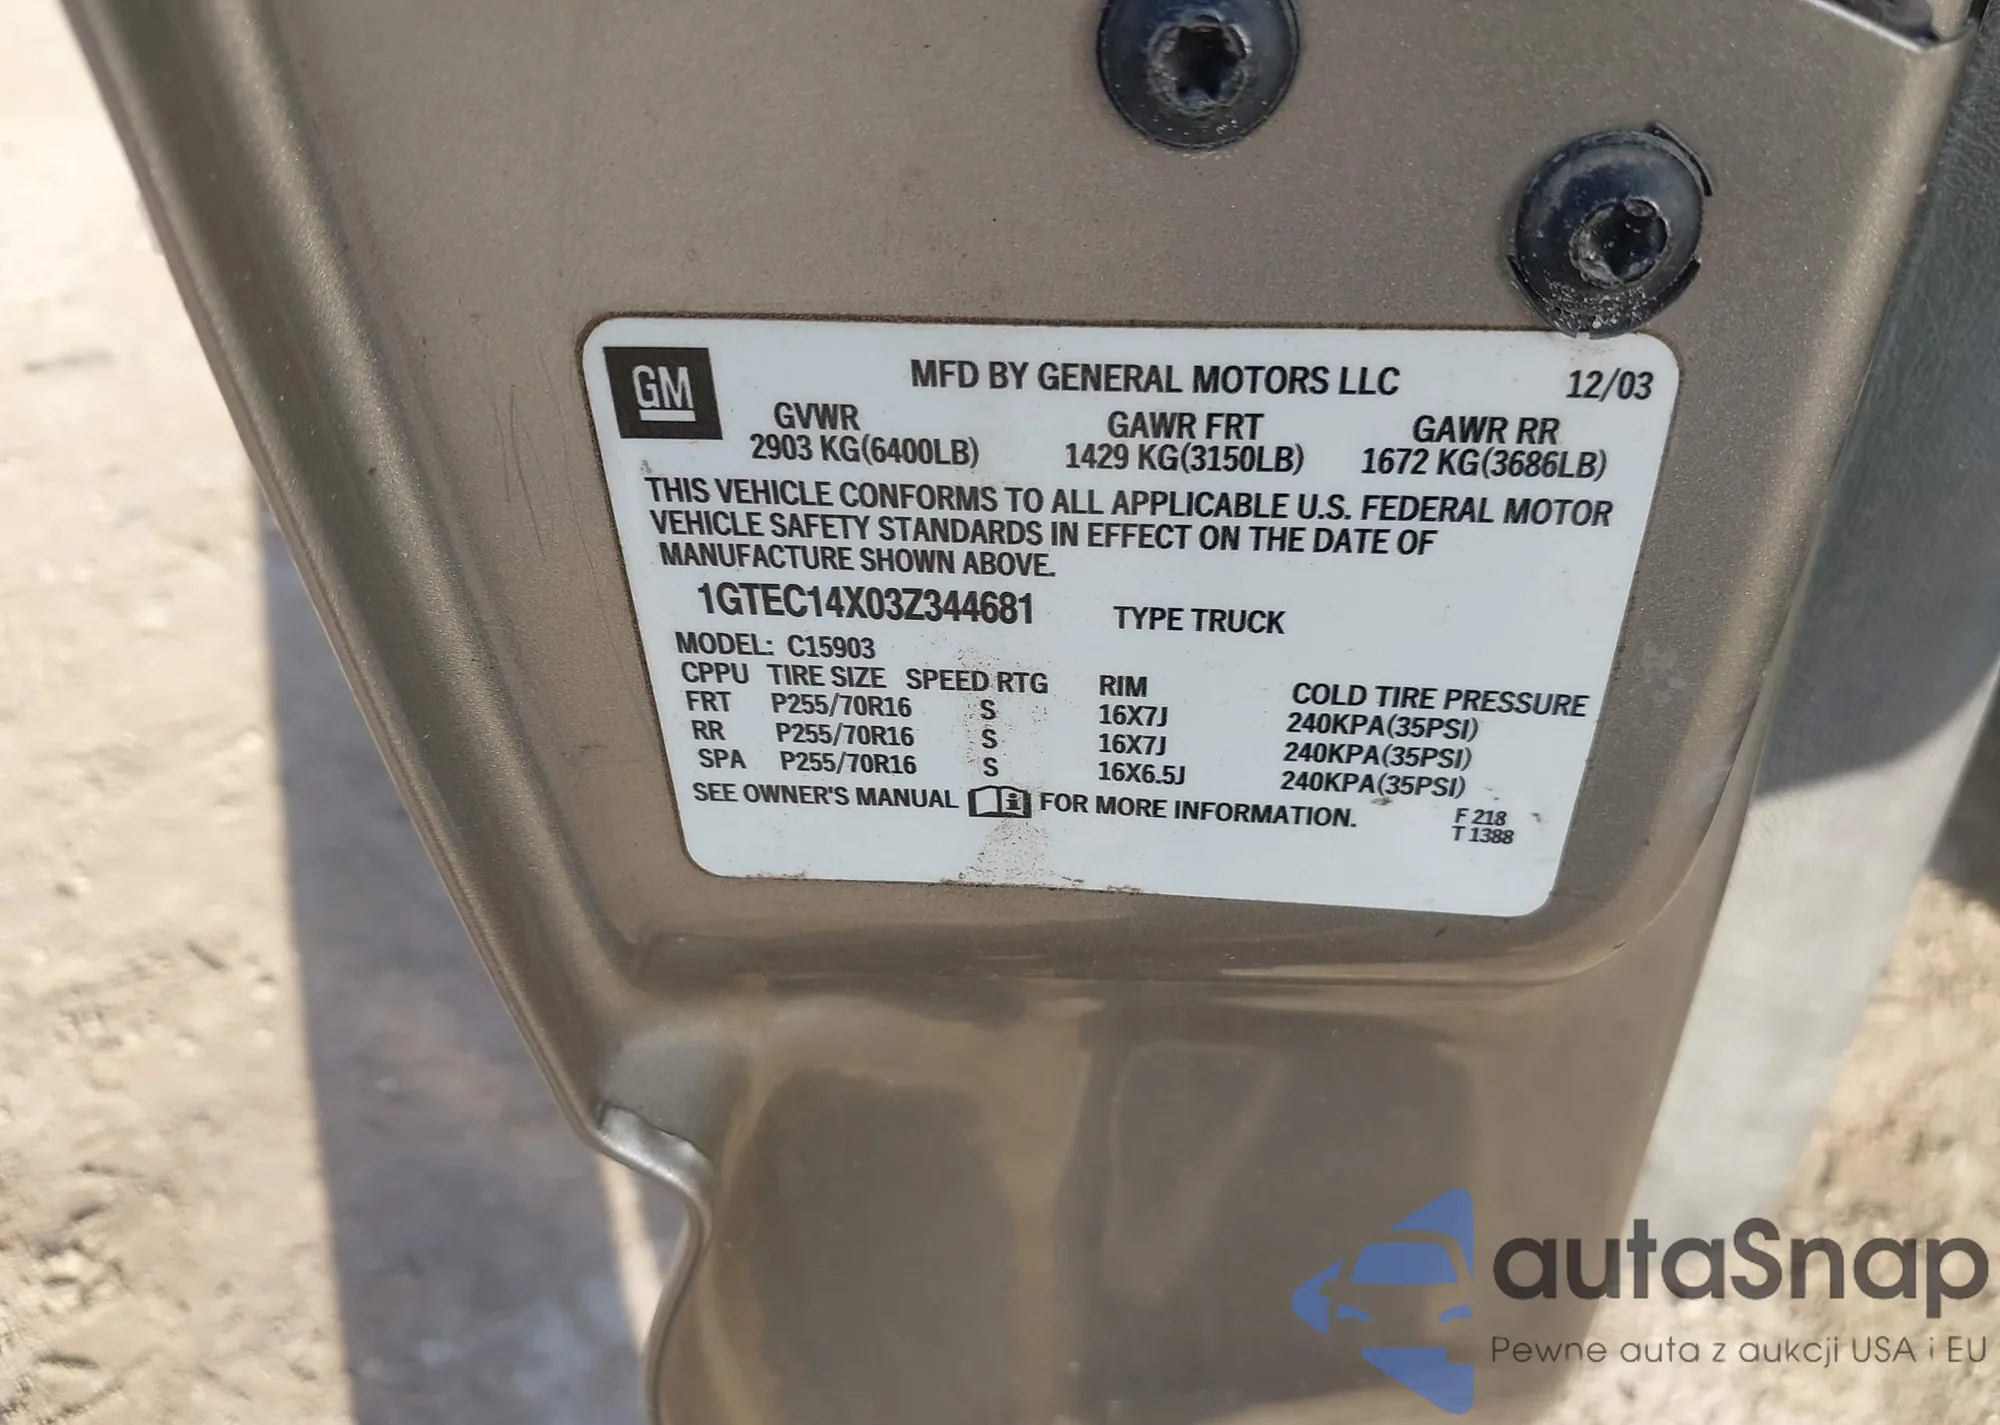 GM
MFD BY GENERAL MOTORS LLC 12/03
GVWR GAWR FRT GAWR RR
2903 KG(6400LB) 1429 KG(3150LB) 1672 KG(3686LB)
THIS VEHICLE CONFORMS TO ALL APPLICABLE U.S. FEDERAL MOTOR
VEHICLE SAFETY STANDARDS IN EFFECT ON THE DATE OF
MANUFACTURE SHOWN ABOVE.
1GTEC14X03Z344681 TYPE TRUCK
MODEL: C15903
CPPU TIRE SIZE SPEED RTG RIM COLD TIRE PRESSURE
FRT P255/70R16 S 16X7J 240KPA(35PSI)
RR P255/70R16 S 16X7J 240KPA(35PSI)
SPA P255/70R16 S 16X6.5J 240KPA(35PSI)
SEE OWNER'S MANUAL i FOR MORE INFORMATION.
F 218
T 1388
autaSnap
Pewne auta z aukcji USA i EU